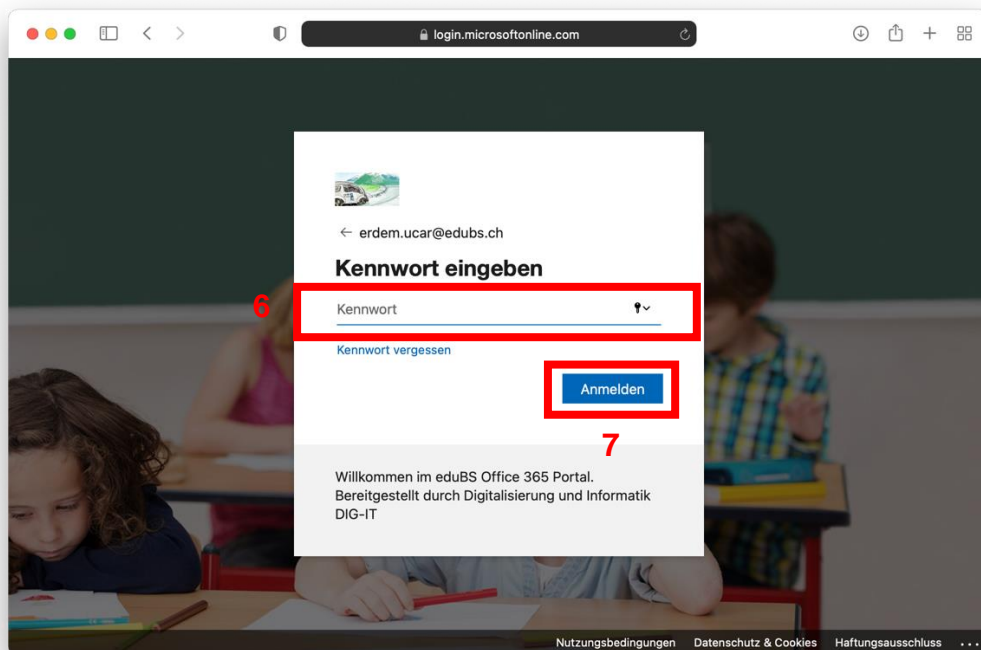 login.microsoftonline.com
← erdem.ucar@edubs.ch
Kennwort eingeben
6
Kennwort
Kennwort vergessen
Anmelden
7
Willkommen im eduBS Office 365 Portal.
Bereitgestellt durch Digitalisierung und Informatik
DIG-IT
Nutzungsbedingungen Datenschutz & Cookies Haftungsausschluss ...